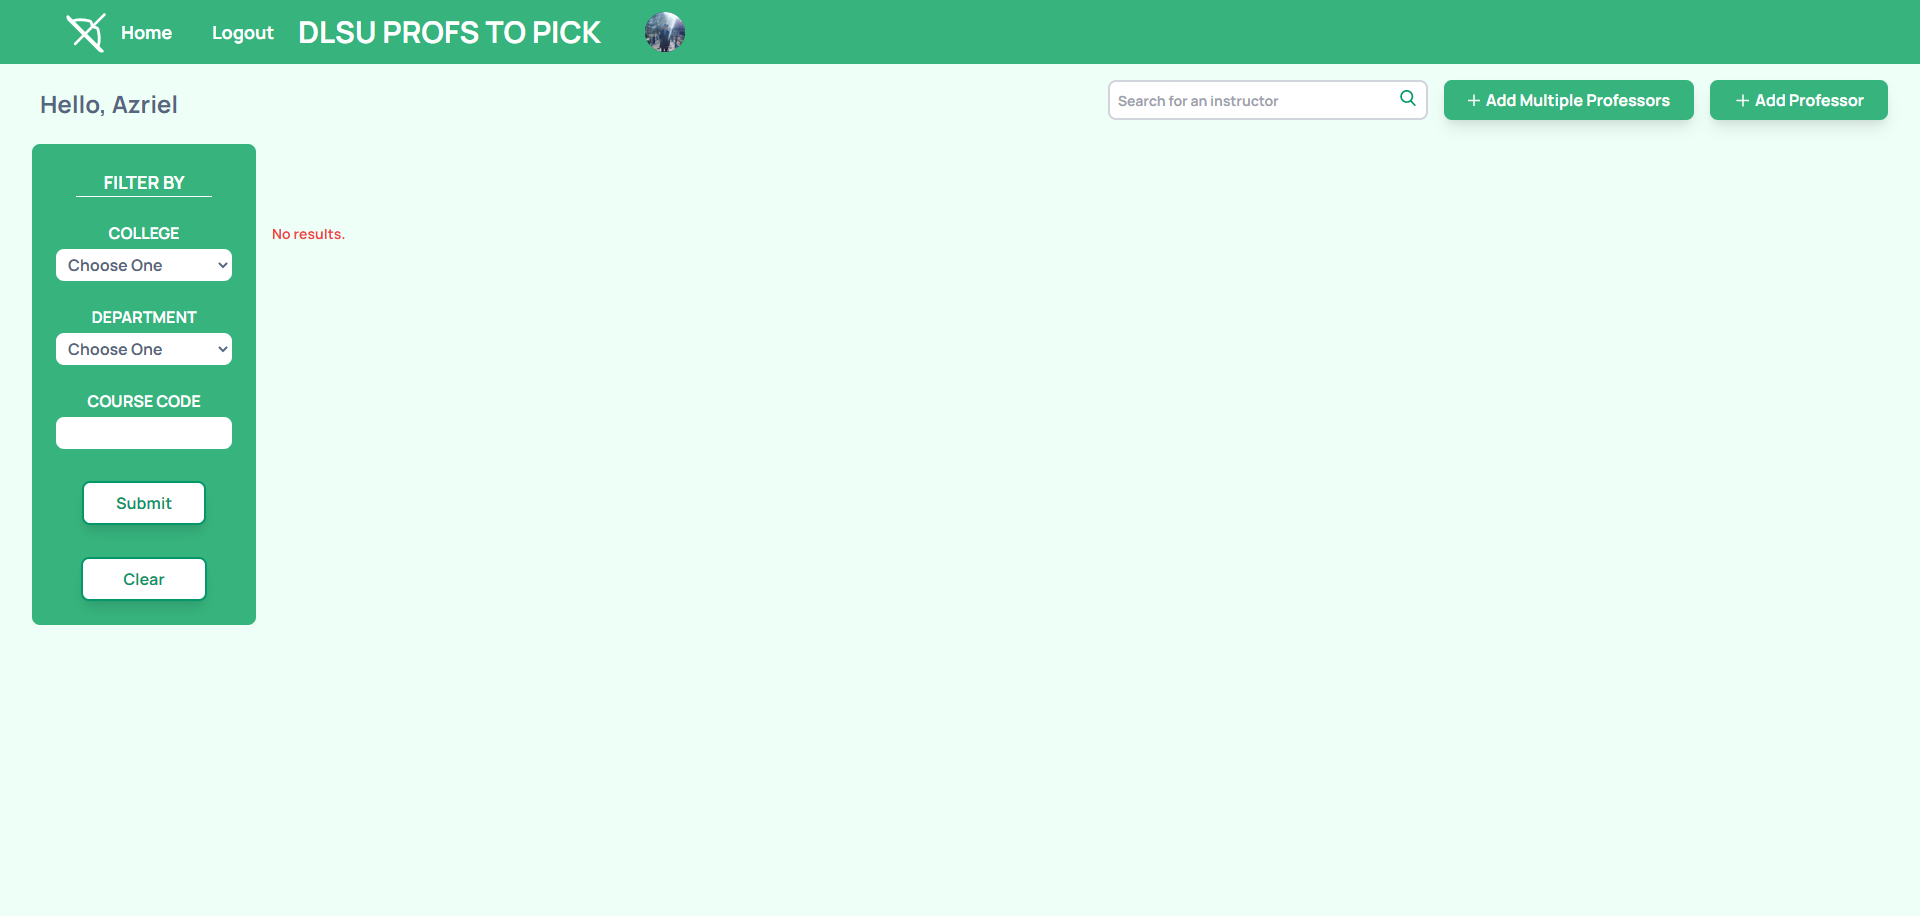 Home
Logout
DLSU PROFS TO PICK
Hello, Azriel
Search for an instructor
+ Add Multiple Professors
+ Add Professor
FILTER BY
COLLEGE
Choose One
No results.
DEPARTMENT
Choose One
COURSE CODE
Submit
Clear